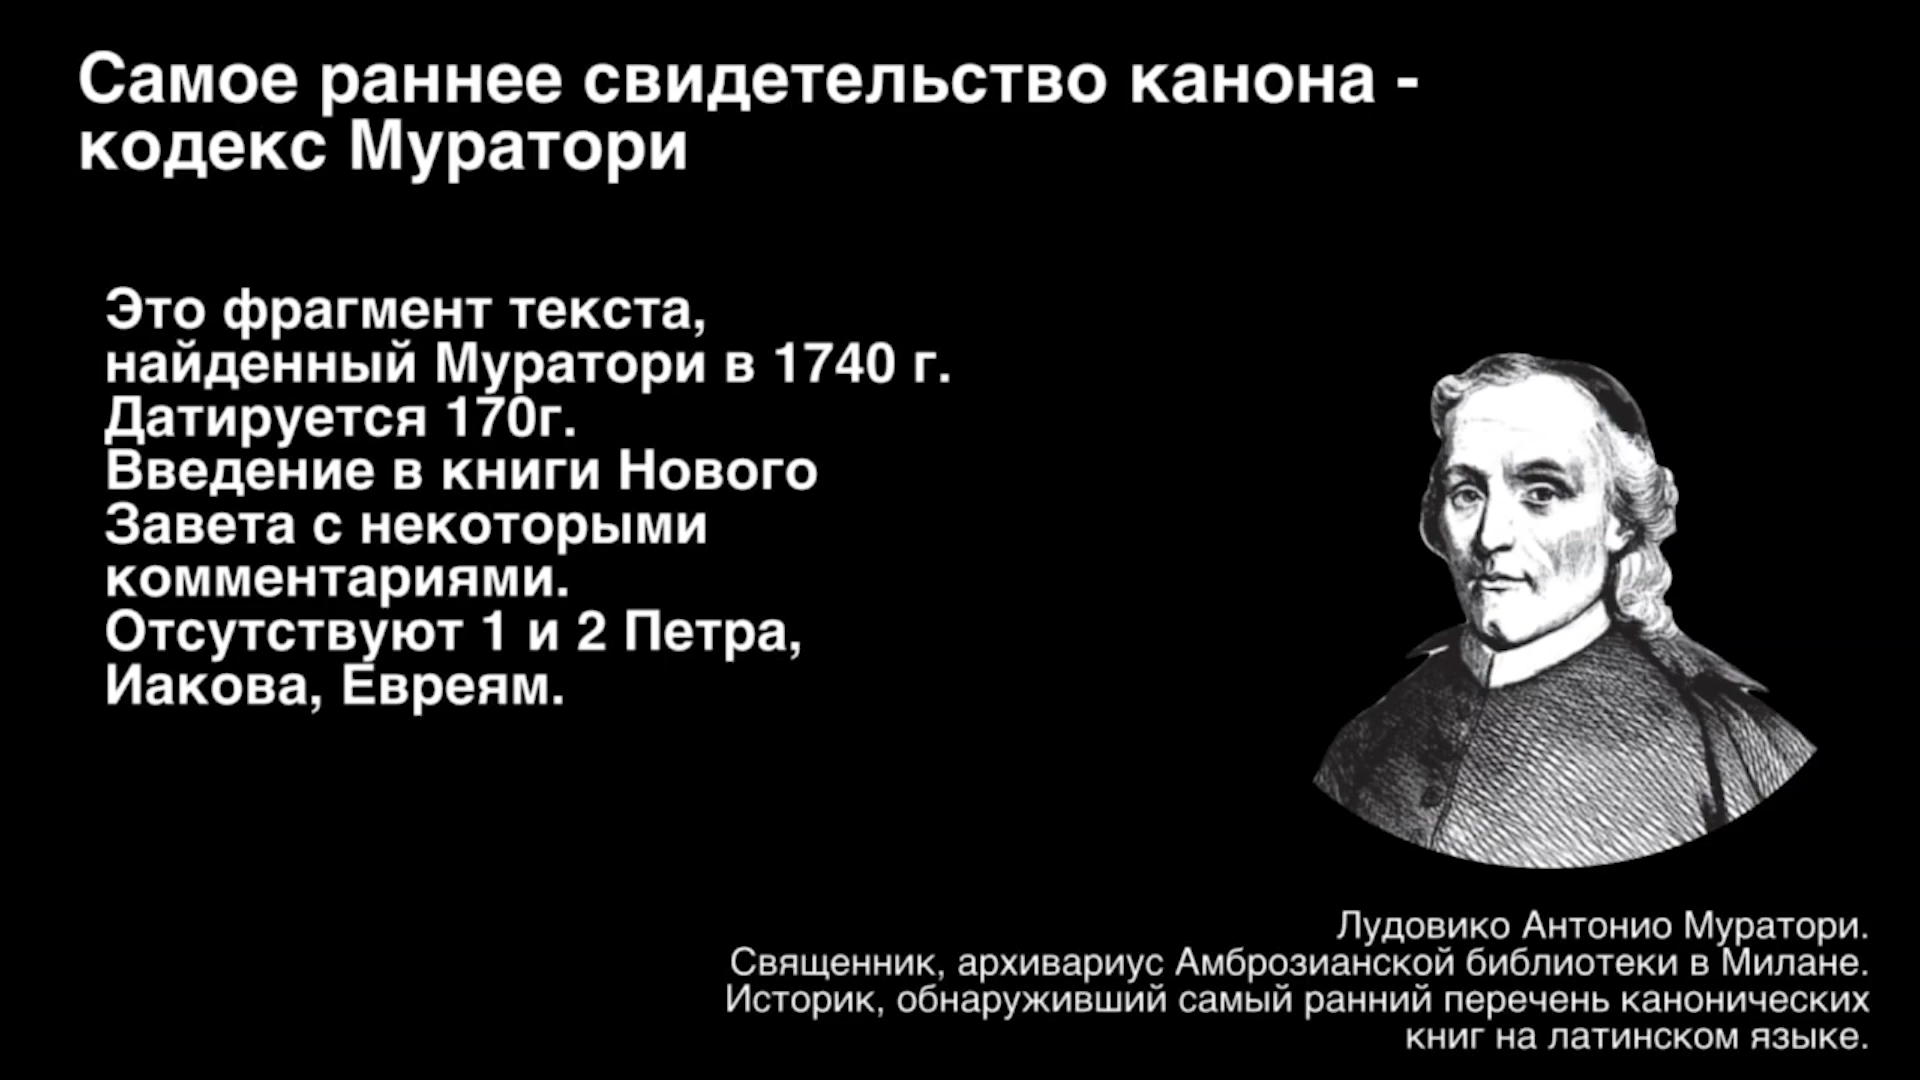 Самое раннее свидетельство канона -
кодекс Муратори
Это фрагмент текста,
найденный Муратори в 1740 г.
Датируется 170г.
Введение в книги Нового
Завета с некоторыми
комментариями.
Отсутствуют 1 и 2 Петра,
Иакова, Евреям.
Лудовико Антонио Муратори.
Священник, архивариус Амброзианской библиотеки в Милане.
Историк, обнаруживший самый ранний перечень канонических
книг на латинском языке.